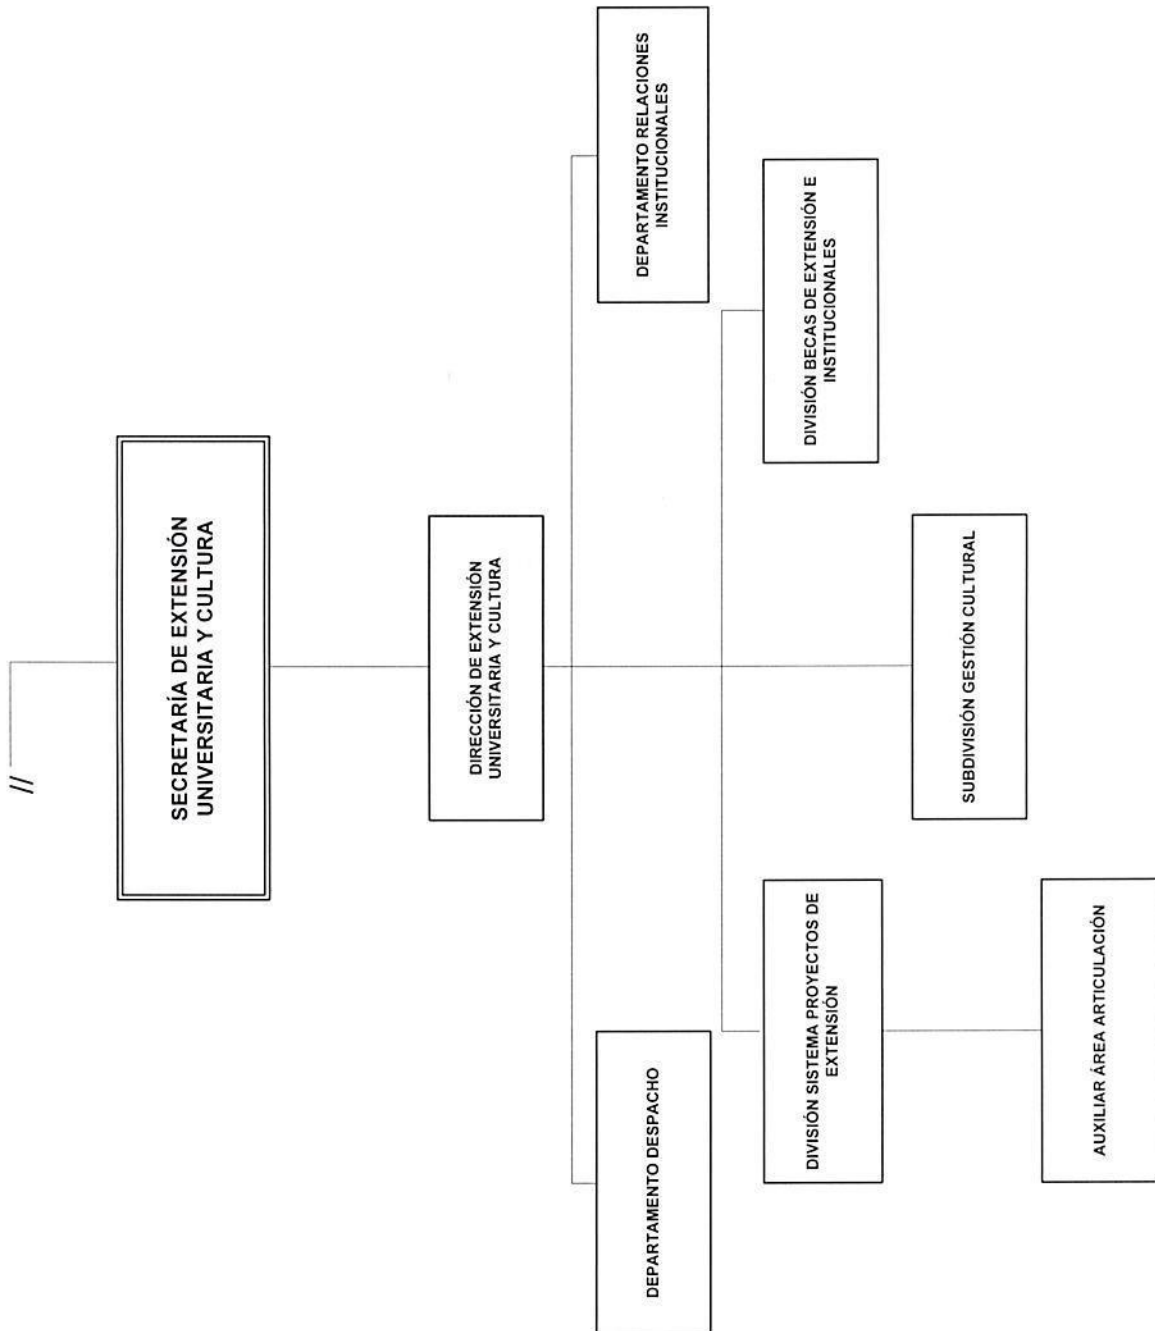 //
SECRETARÍA DE EXTENSIÓN
UNIVERSITARIA Y CULTURA
DIRECCIÓN DE EXTENSIÓN
UNIVERSITARIA Y CULTURA
DEPARTAMENTO DESPACHO
DEPARTAMENTO RELACIONES
INSTITUCIONALES
DIVISIÓN SISTEMA PROYECTOS DE
EXTENSIÓN
DIVISIÓN BECAS DE EXTENSIÓN E
INSTITUCIONALES
SUBDIVISIÓN GESTIÓN CULTURAL
AUXILIAR ÁREA ARTICULACIÓN